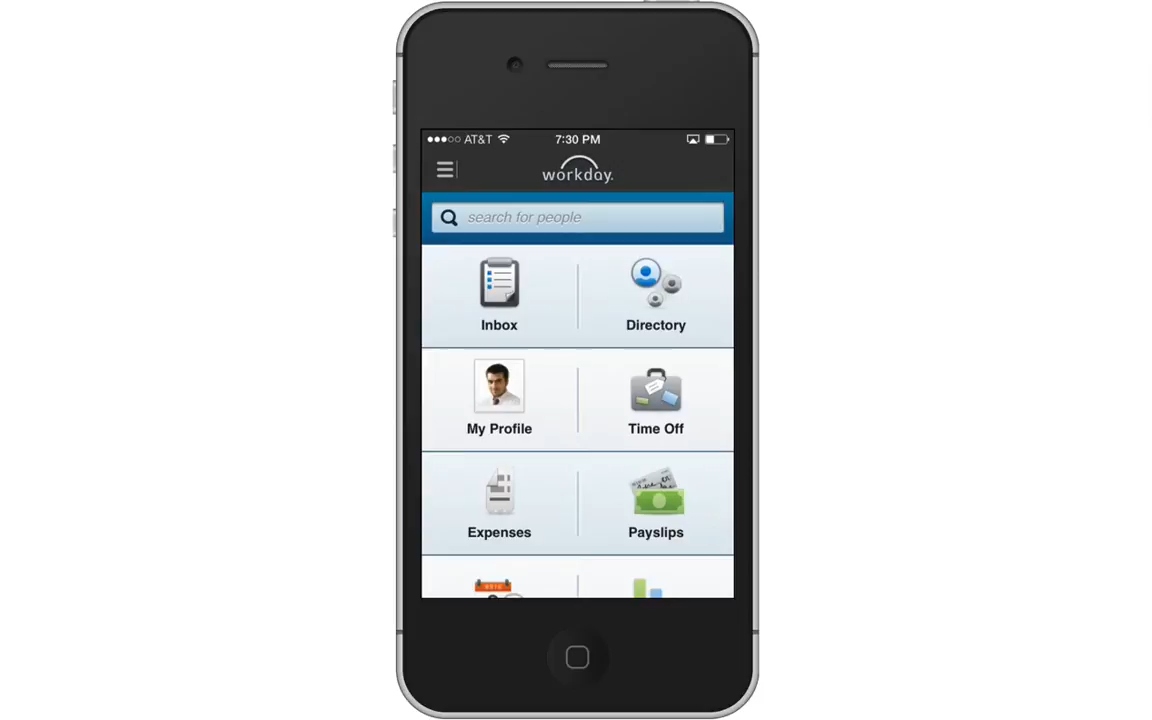 AT&T 7:30 PM
workday.
search for people
Inbox Directory
My Profile Time Off
Expenses Payslips